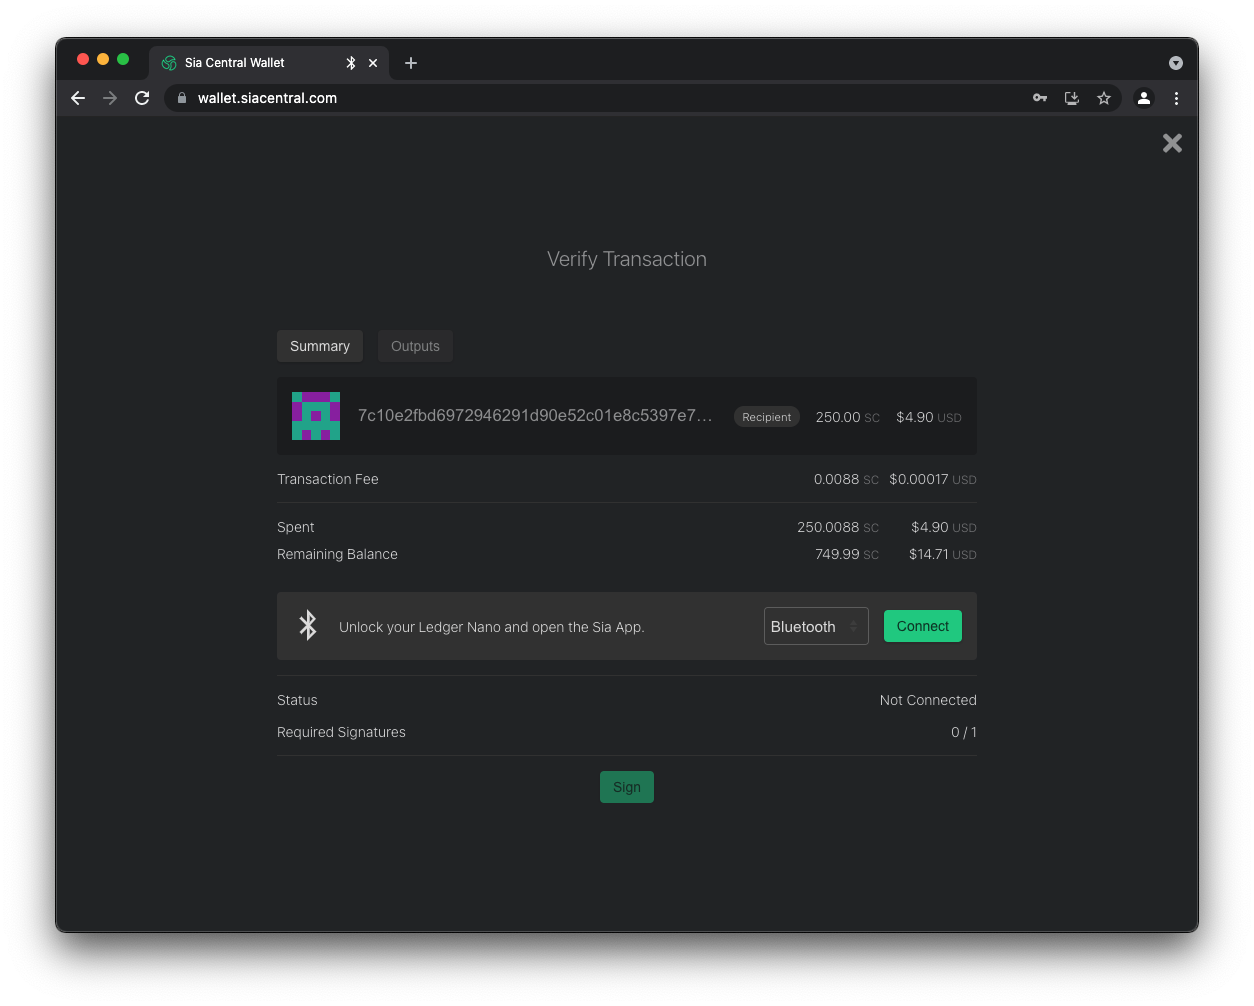 Sia Central Wallet
wallet.siacentral.com
Verify Transaction
Summary Outputs
7c10e2fbd6972946291d90e52c01e8c5397e7... Recipient 250.00 SC $4.90 USD
Transaction Fee 0.0088 SC $0.00017 USD
Spent 250.0088 SC $4.90 USD
Remaining Balance 749.99 SC $14.71 USD
Unlock your Ledger Nano and open the Sia App. Bluetooth Connect
Status Not Connected
Required Signatures 0 / 1
Sign